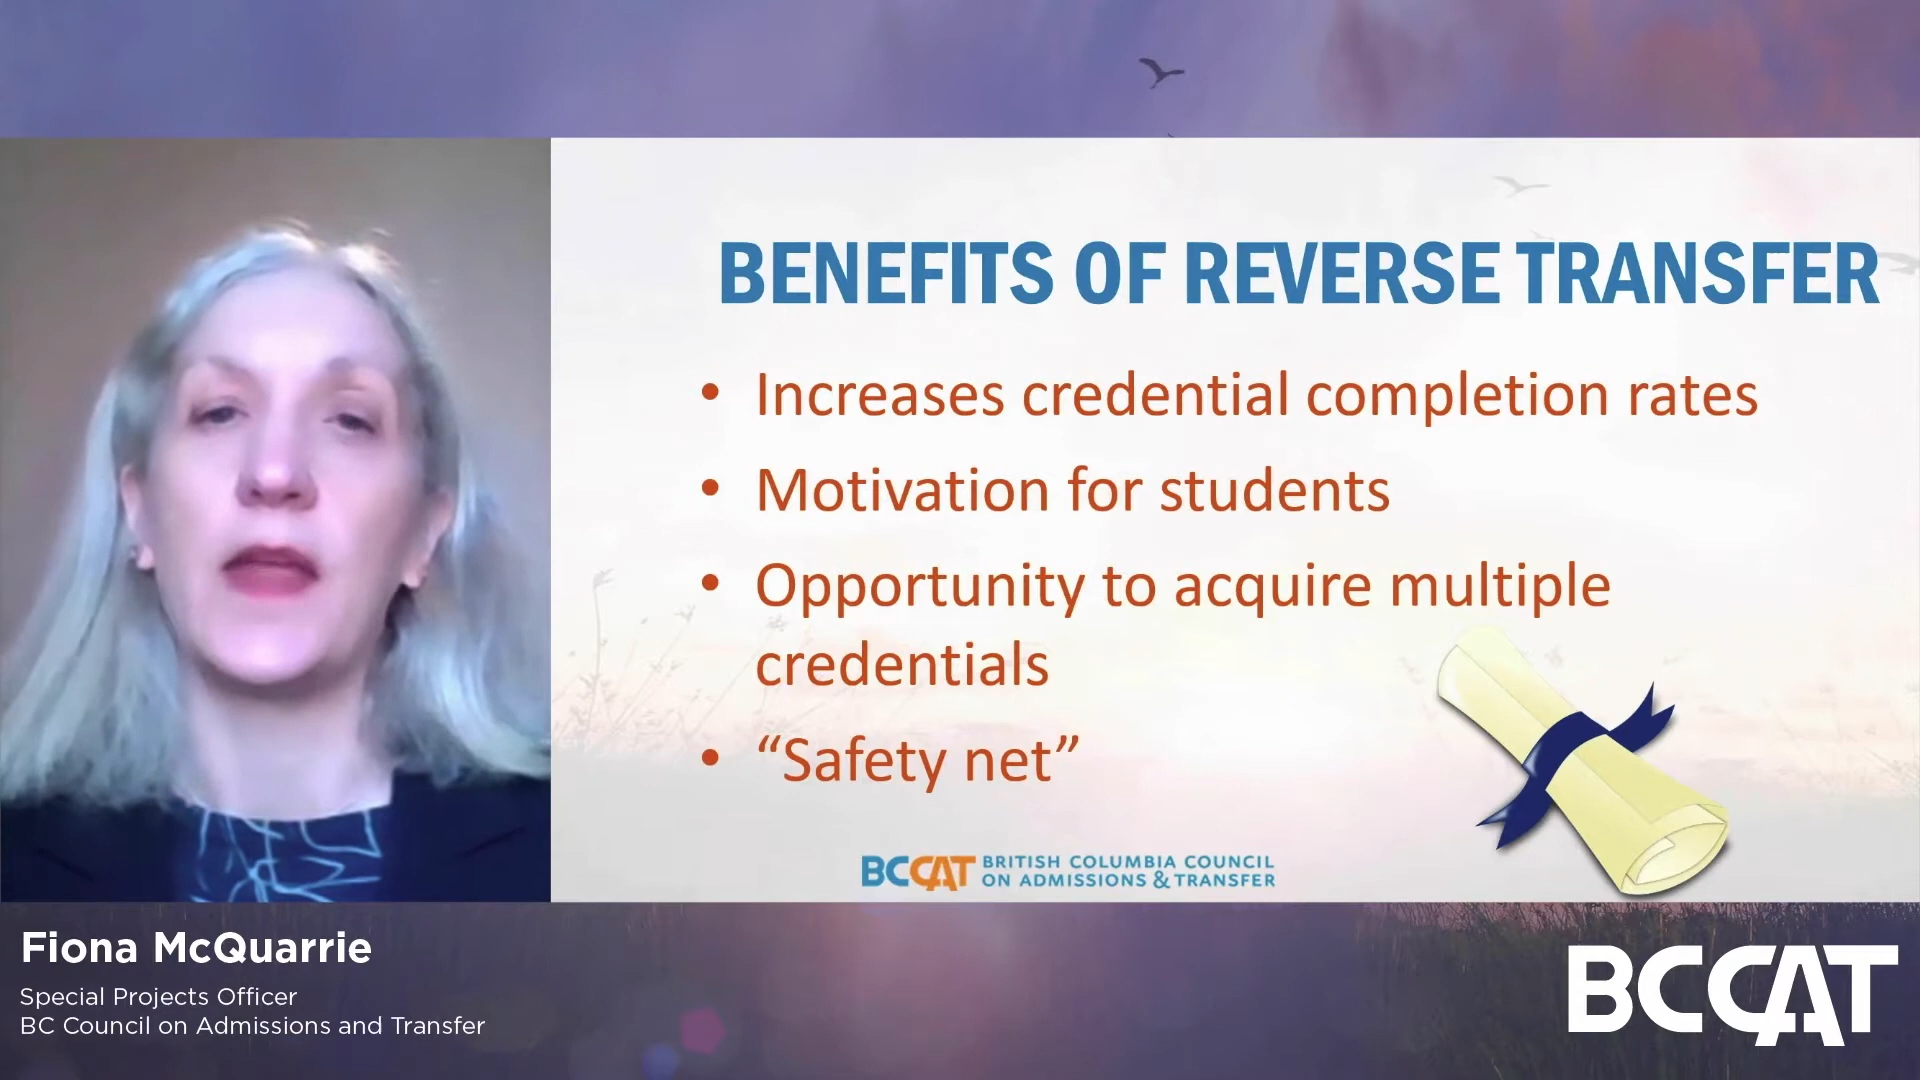 BENEFITS OF REVERSE TRANSFER
• Increases credential completion rates
• Motivation for students
• Opportunity to acquire multiple
credentials
• “Safety net”
BCCAT BRITISH COLUMBIA COUNCIL
ON ADMISSIONS & TRANSFER
Fiona McQuarrie
Special Projects Officer
BC Council on Admissions and Transfer
BCCAT